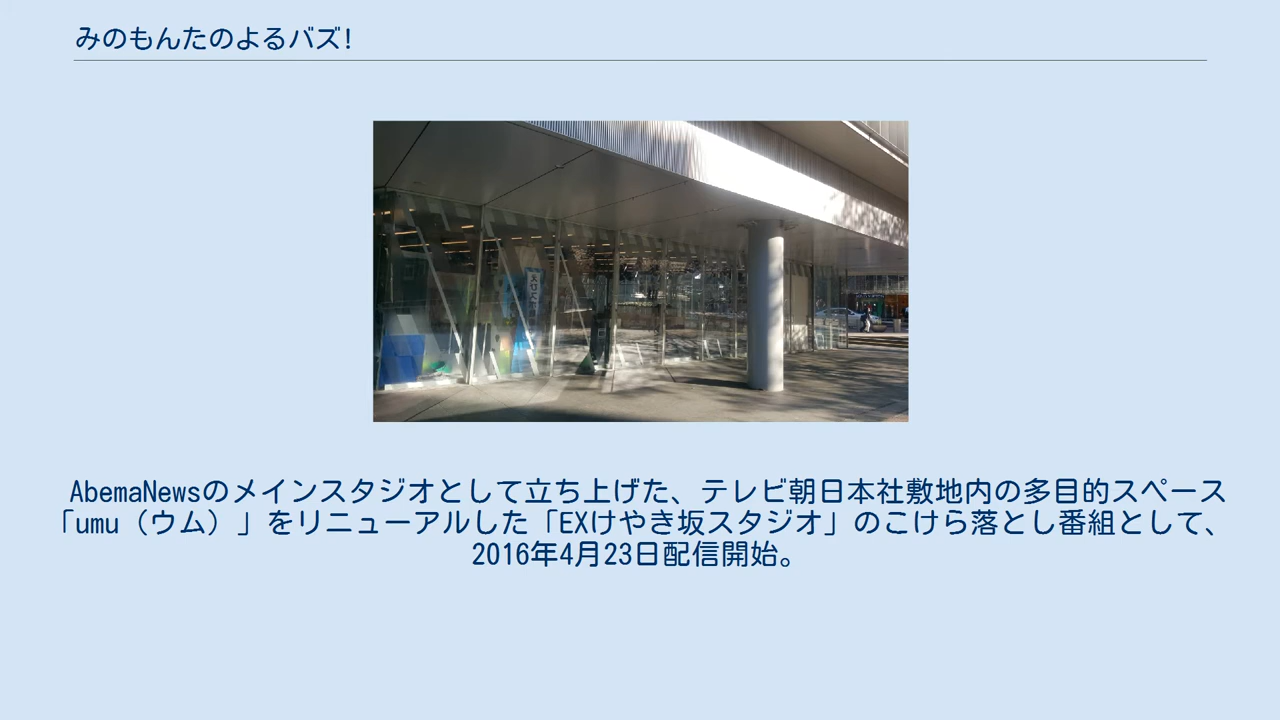 みのもんたのよるバズ!
AbemaNewsのメインスタジオとして立ち上げた、テレビ朝日本社敷地内の多目的スペース
「umu（ウム）」をリニューアルした「EXけやき坂スタジオ」のこけら落とし番組として、
2016年4月23日配信開始。